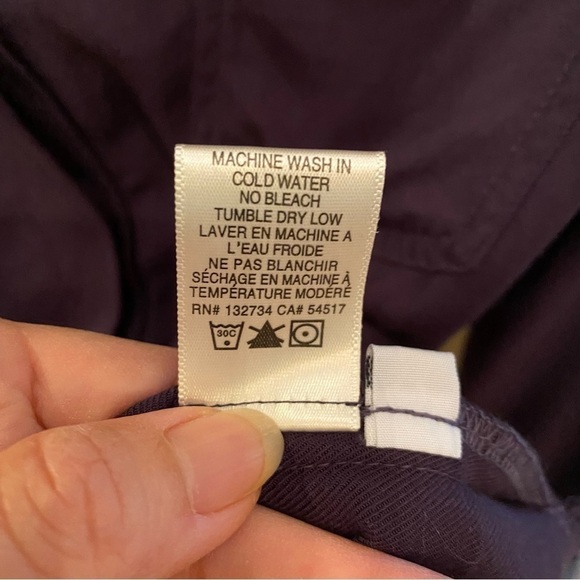 MACHINE WASH IN
COLD WATER
NO BLEACH
TUMBLE DRY LOW
LAVER EN MACHINE A
L'EAU FROIDE
NE PAS BLANCHIR
SÉCHAGE EN MACHINE À
TEMPÉRATURE MODÉRÉ
RN# 132734 CA# 54517
30C